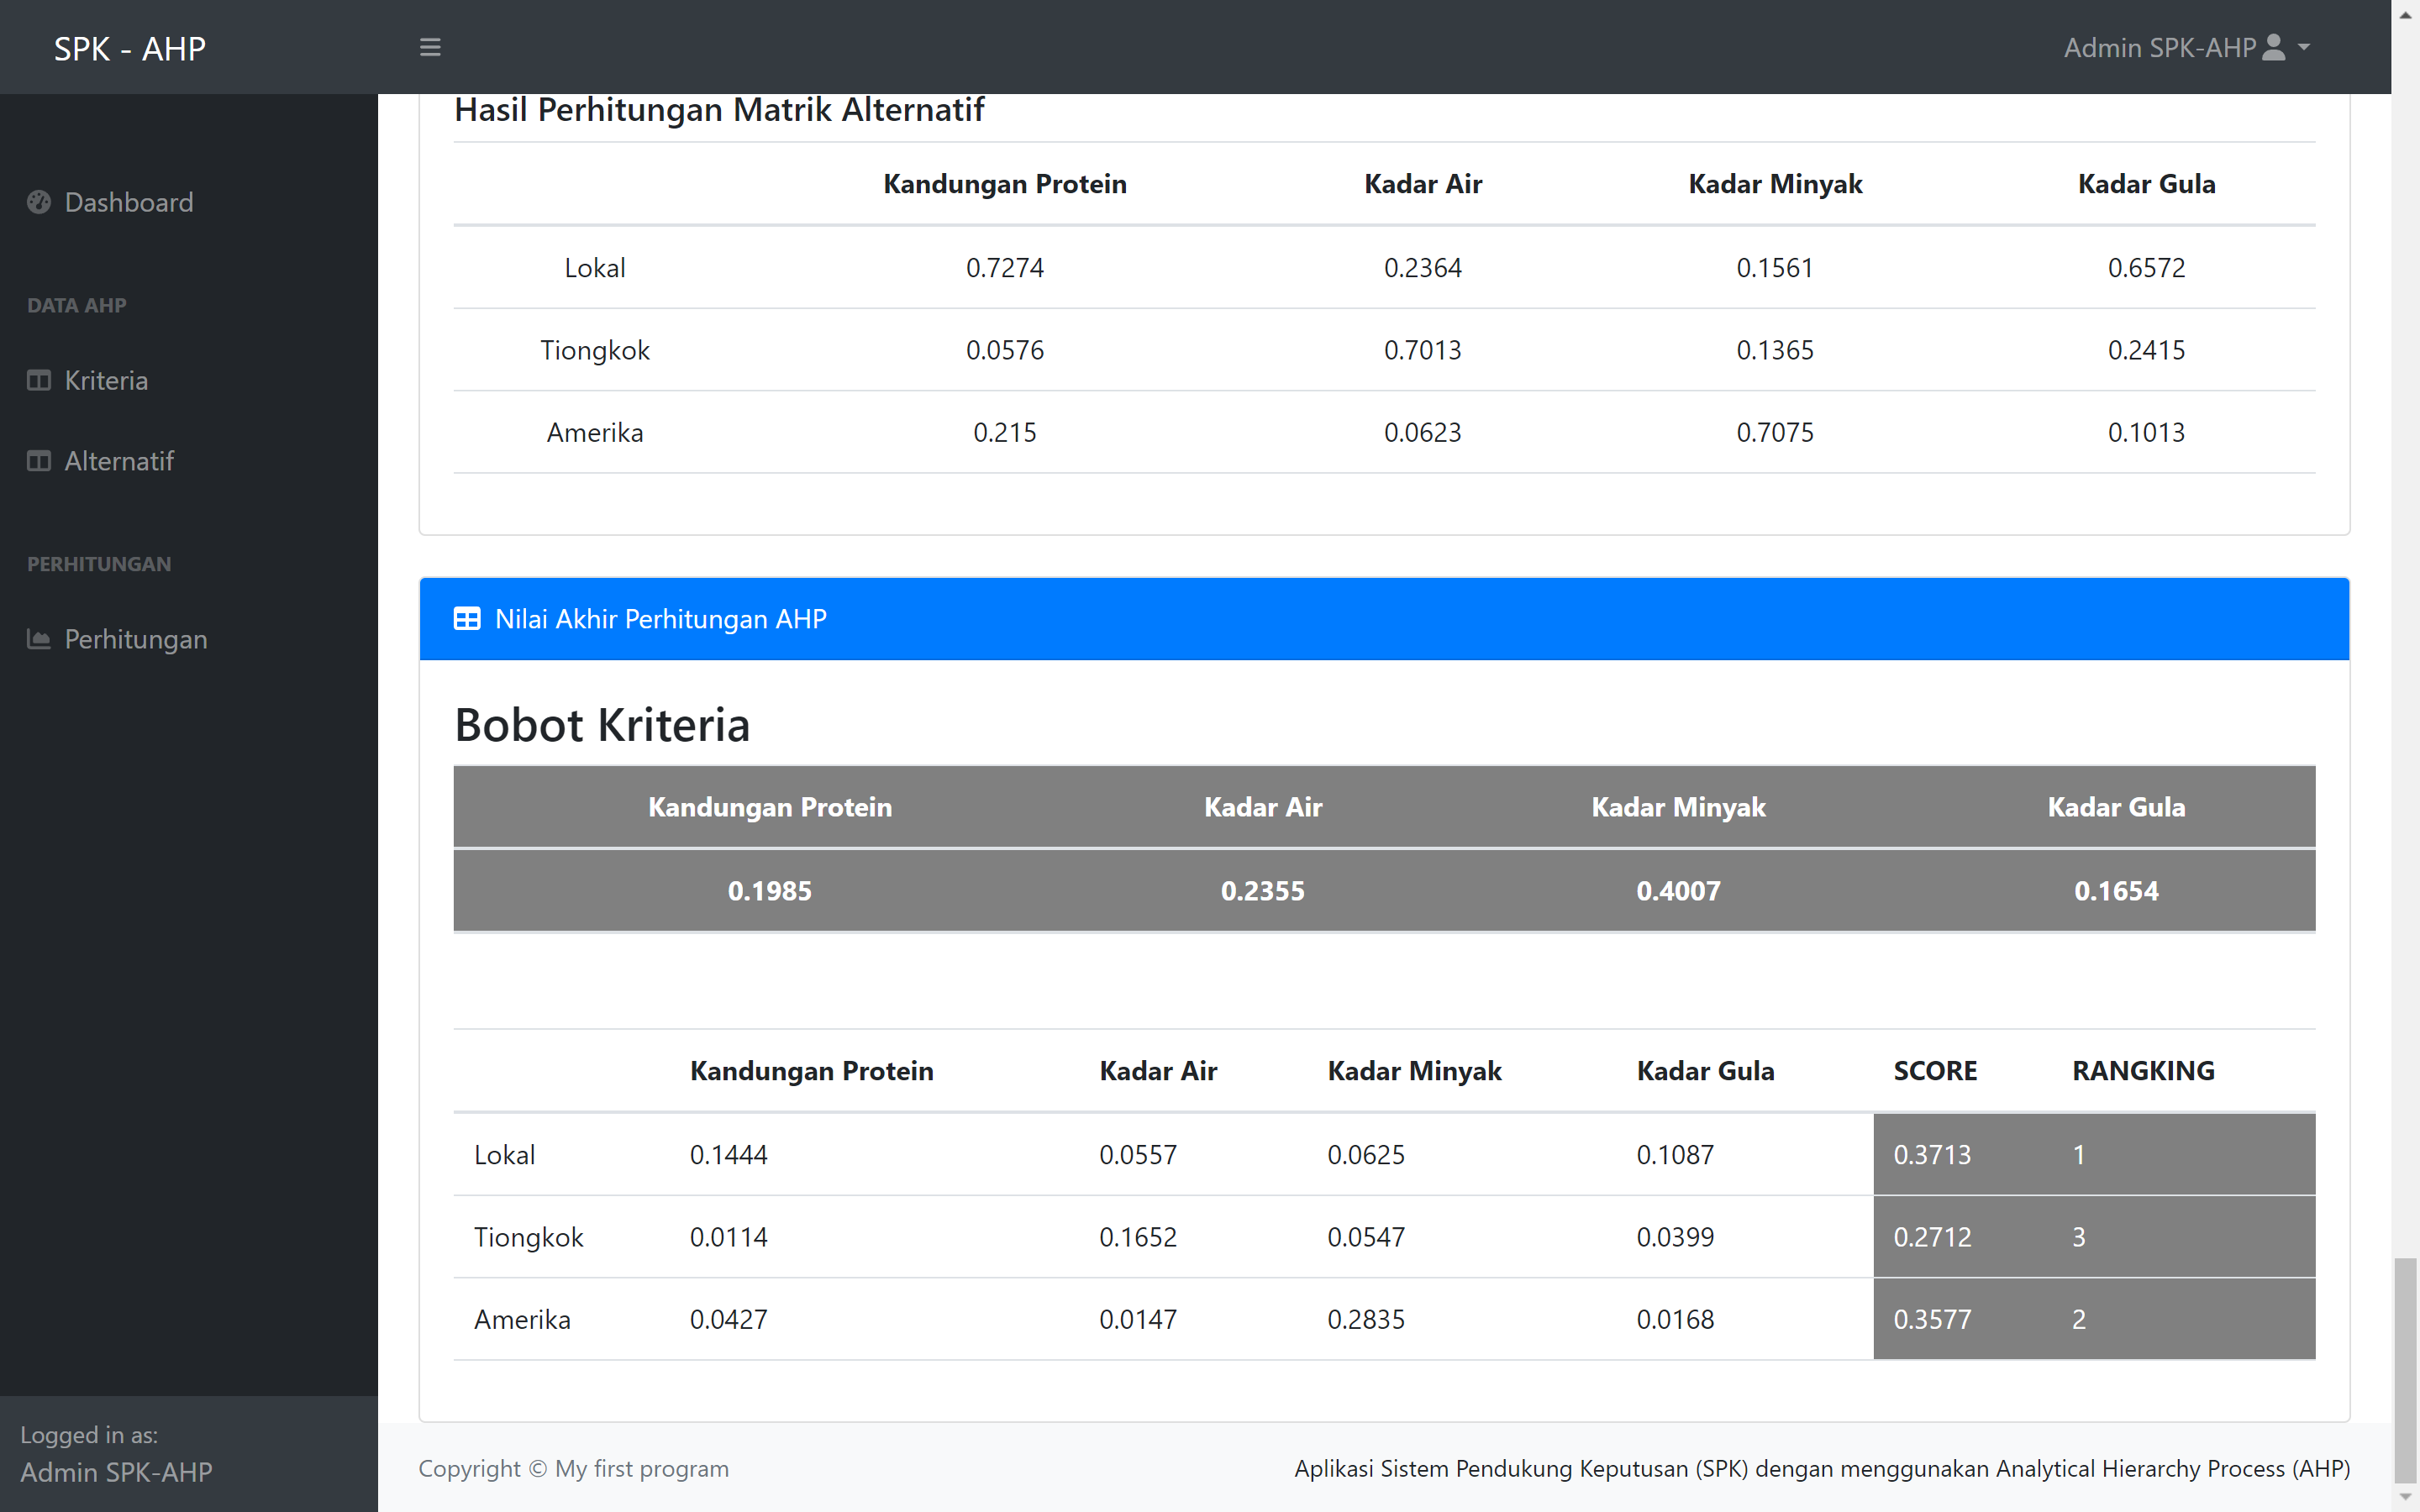 SPK - AHP
Admin SPK-AHP
Dashboard
DATA AHP
Kriteria
Alternatif
PERHITUNGAN
Perhitungan
Logged in as:
Admin SPK-AHP
Hasil Perhitungan Matrik Alternatif
Kandungan Protein Kadar Air Kadar Minyak Kadar Gula
Lokal 0.7274 0.2364 0.1561 0.6572
Tiongkok 0.0576 0.7013 0.1365 0.2415
Amerika 0.215 0.0623 0.7075 0.1013
Nilai Akhir Perhitungan AHP
Bobot Kriteria
Kandungan Protein Kadar Air Kadar Minyak Kadar Gula
0.1985 0.2355 0.4007 0.1654
Kandungan Protein Kadar Air Kadar Minyak Kadar Gula SCORE RANGKING
Lokal 0.1444 0.0557 0.0625 0.1087 0.3713 1
Tiongkok 0.0114 0.1652 0.0547 0.0399 0.2712 3
Amerika 0.0427 0.0147 0.2835 0.0168 0.3577 2
Copyright © My first program
Aplikasi Sistem Pendukung Keputusan (SPK) dengan menggunakan Analytical Hierarchy Process (AHP)